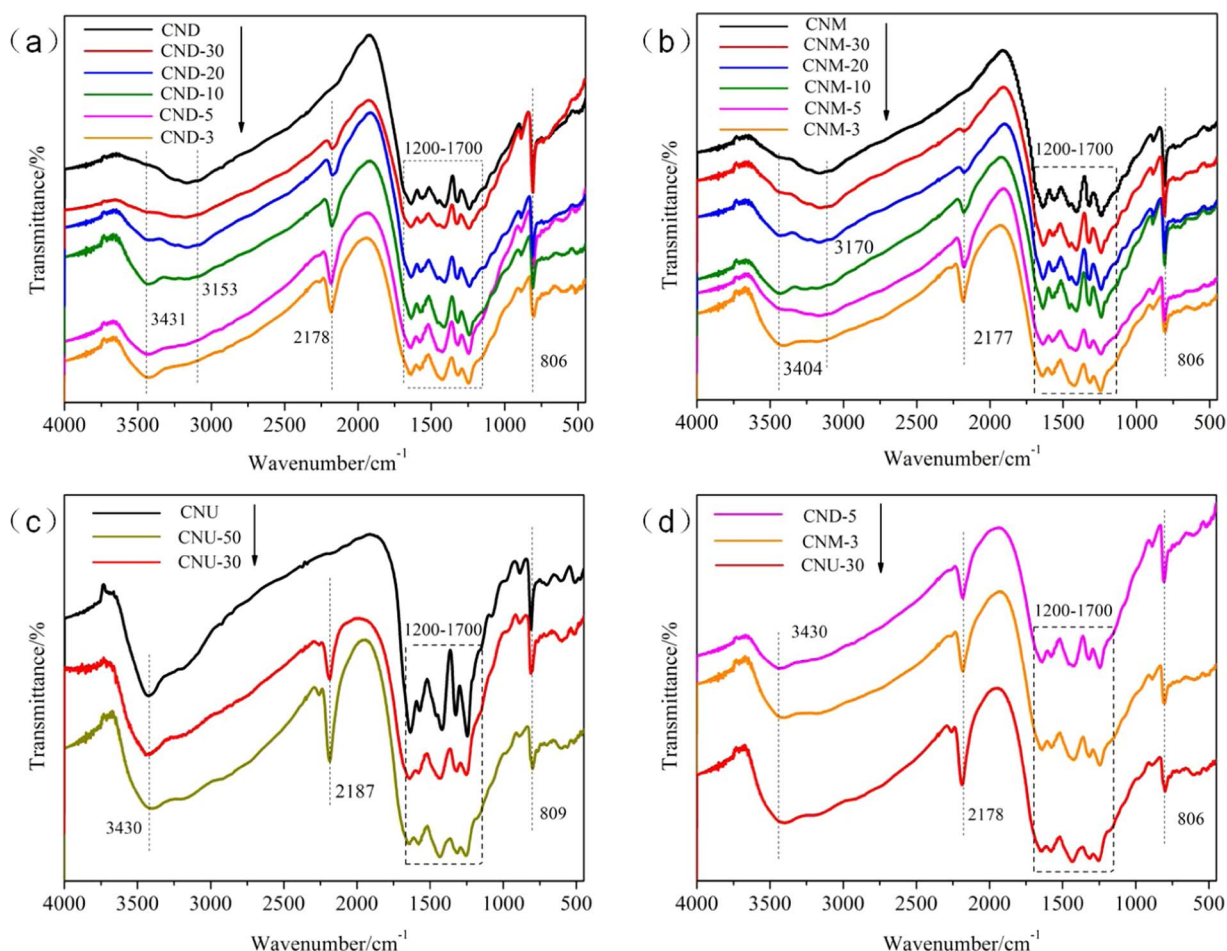 (a)
CND
CND-30
CND-20
CND-10
CND-5
CND-3
1200-1700
3153
3431
2178
806
Transmittance/%
4000 3500 3000 2500 2000 1500 1000 500
Wavenumber/cm⁻¹
(b)
CNM
CNM-30
CNM-20
CNM-10
CNM-5
CNM-3
1200-1700
3170
3404
2177
806
Transmittance/%
4000 3500 3000 2500 2000 1500 1000 500
Wavenumber/cm⁻¹
(c)
CNU
CNU-50
CNU-30
1200-1700
2187
3430
809
Transmittance/%
4000 3500 3000 2500 2000 1500 1000 500
Wavenumber/cm⁻¹
(d)
CND-5
CNM-3
CNU-30
1200-1700
3430
2178
806
Transmittance/%
4000 3500 3000 2500 2000 1500 1000 500
Wavenumber/cm⁻¹